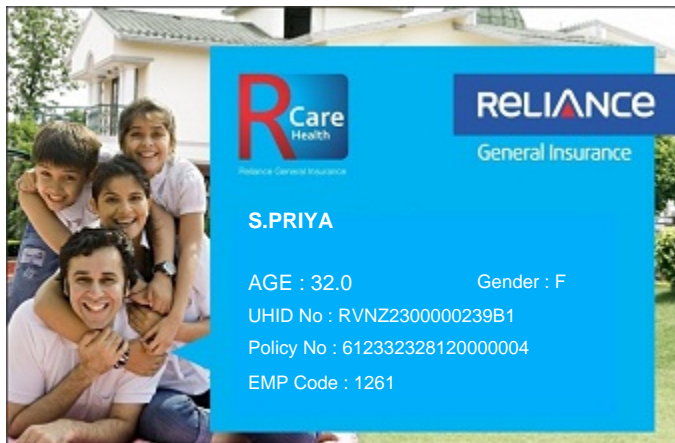 R Care
Health
Reliance General Insurance
RELIANCE
General Insurance
S.PRIYA
AGE : 32.0
Gender : F
UHID No : RVNZ2300000239B1
Policy No : 612332328120000004
EMP Code : 1261